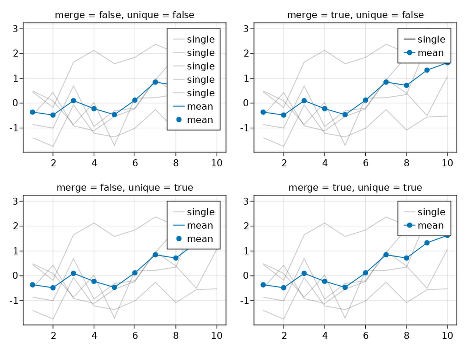 merge = false, unique = false
3
2
1
0
-1
single
single
single
single
single
mean
mean
2 4 6 8 10
merge = true, unique = false
3
2
1
0
-1
single
mean
2 4 6 8 10
merge = false, unique = true
3
2
1
0
-1
single
mean
mean
2 4 6 8 10
merge = true, unique = true
3
2
1
0
-1
single
mean
2 4 6 8 10